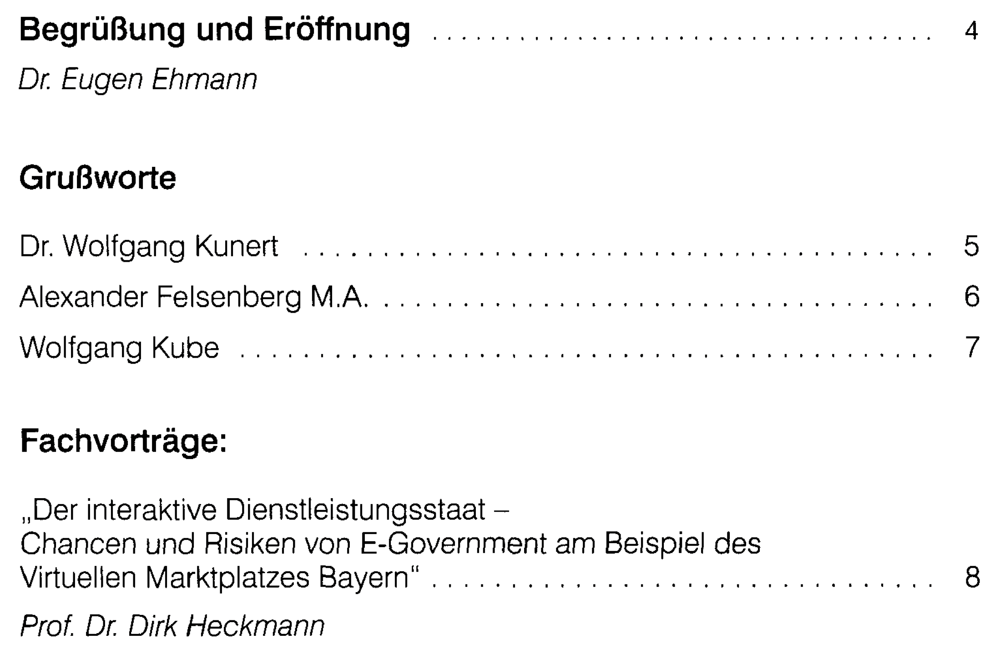 Begrüßung und Eröffnung . . . . . . . . . . . . . . . . . . . . . . . . . . . . . . . . . . . 4
Dr. Eugen Ehmann
Grußworte
Dr. Wolfgang Kunert . . . . . . . . . . . . . . . . . . . . . . . . . . . . . . . . . . . . . . . . 5
Alexander Felsenberg M.A. . . . . . . . . . . . . . . . . . . . . . . . . . . . . . . . . . . . 6
Wolfgang Kube . . . . . . . . . . . . . . . . . . . . . . . . . . . . . . . . . . . . . . . . . . . . 7
Fachvorträge:
„Der interaktive Dienstleistungsstaat –
Chancen und Risiken von E-Government am Beispiel des
Virtuellen Marktplatzes Bayern“ . . . . . . . . . . . . . . . . . . . . . . . . . . . . . . . . 8
Prof. Dr. Dirk Heckmann